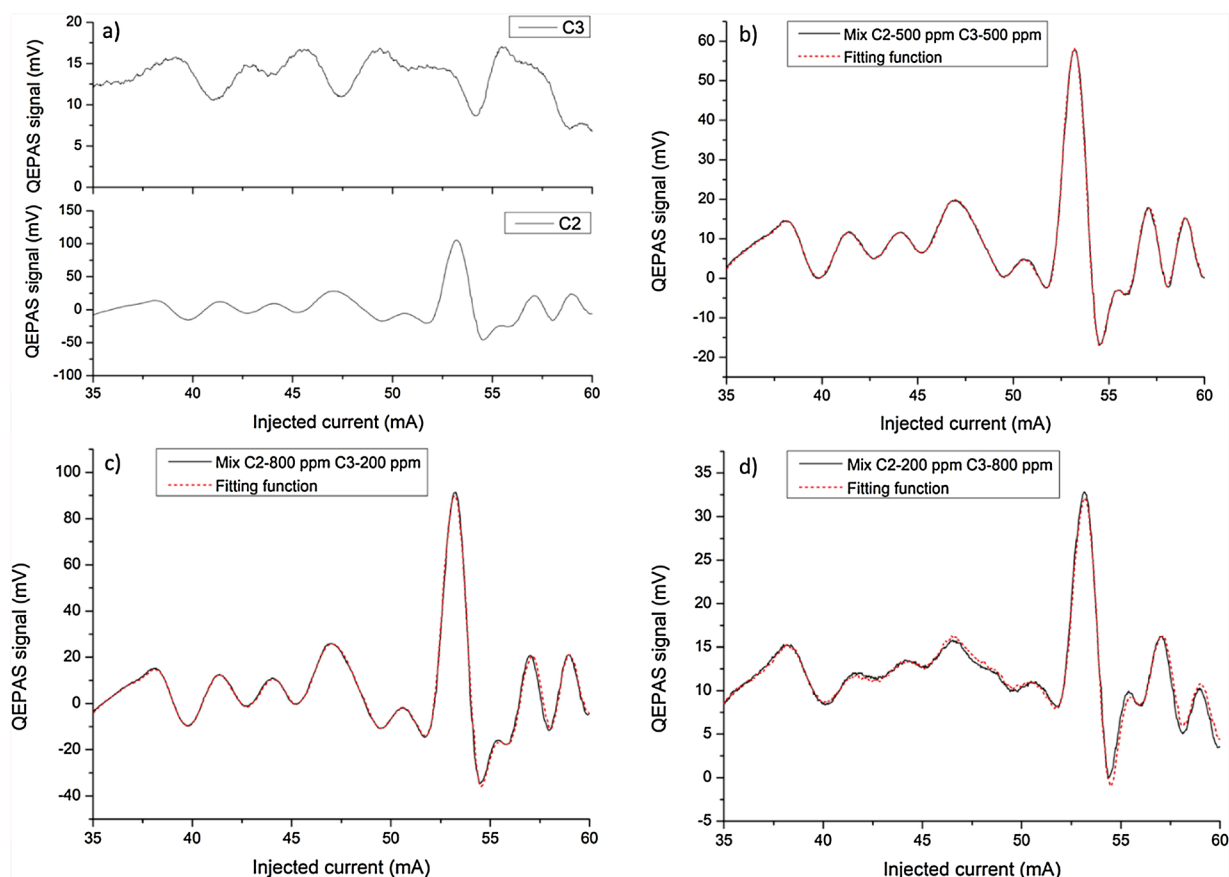 a)
C3
QEPAS signal (mV)
20
15
10
5
0
C2
QEPAS signal (mV)
150
100
50
0
-50
-100
35 40 45 50 55 60
Injected current (mA)
b)
Mix C2-500 ppm C3-500 ppm
Fitting function
QEPAS signal (mV)
60
50
40
30
20
10
0
-10
-20
35 40 45 50 55 60
Injected current (mA)
c)
Mix C2-800 ppm C3-200 ppm
Fitting function
QEPAS signal (mV)
100
80
60
40
20
0
-20
-40
35 40 45 50 55 60
Injected current (mA)
d)
Mix C2-200 ppm C3-800 ppm
Fitting function
QEPAS signal (mV)
35
30
25
20
15
10
5
0
-5
35 40 45 50 55 60
Injected current (mA)